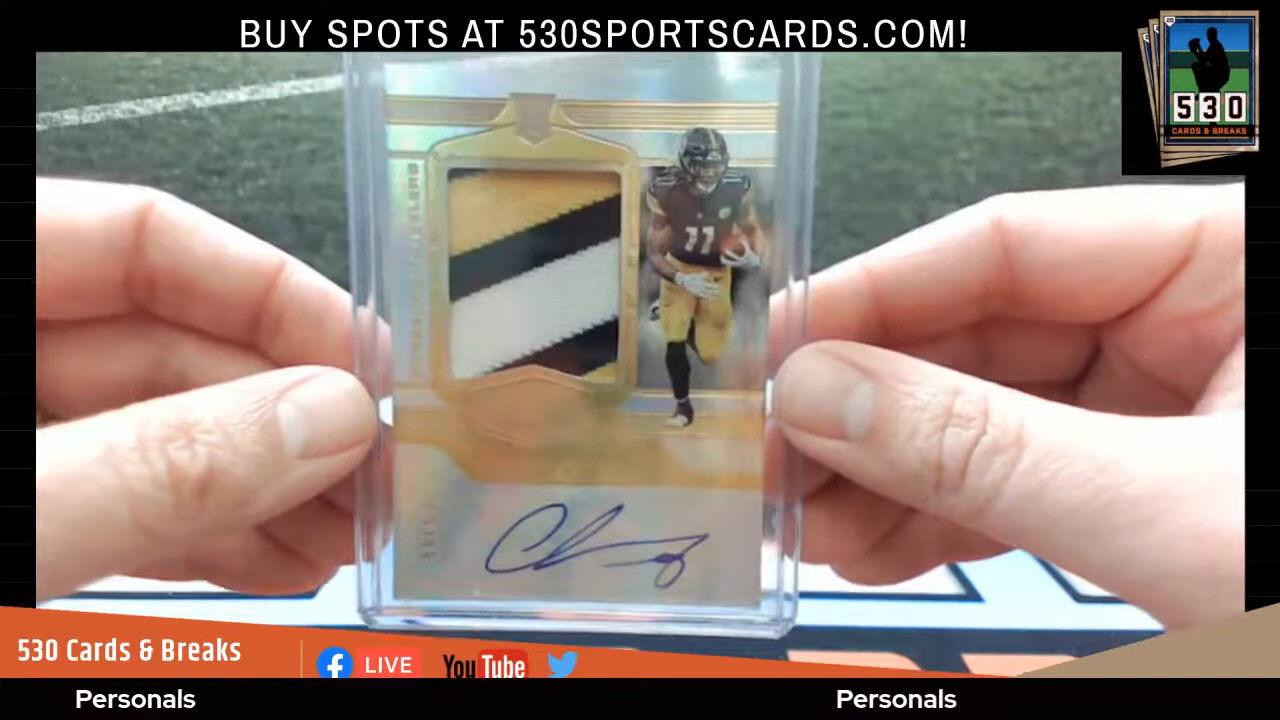 BUY SPOTS AT 530SPORTSCARDS.COM!
530
CARDS & BREAKS
11
530 Cards & Breaks
LIVE
YouTube
Personals
Personals